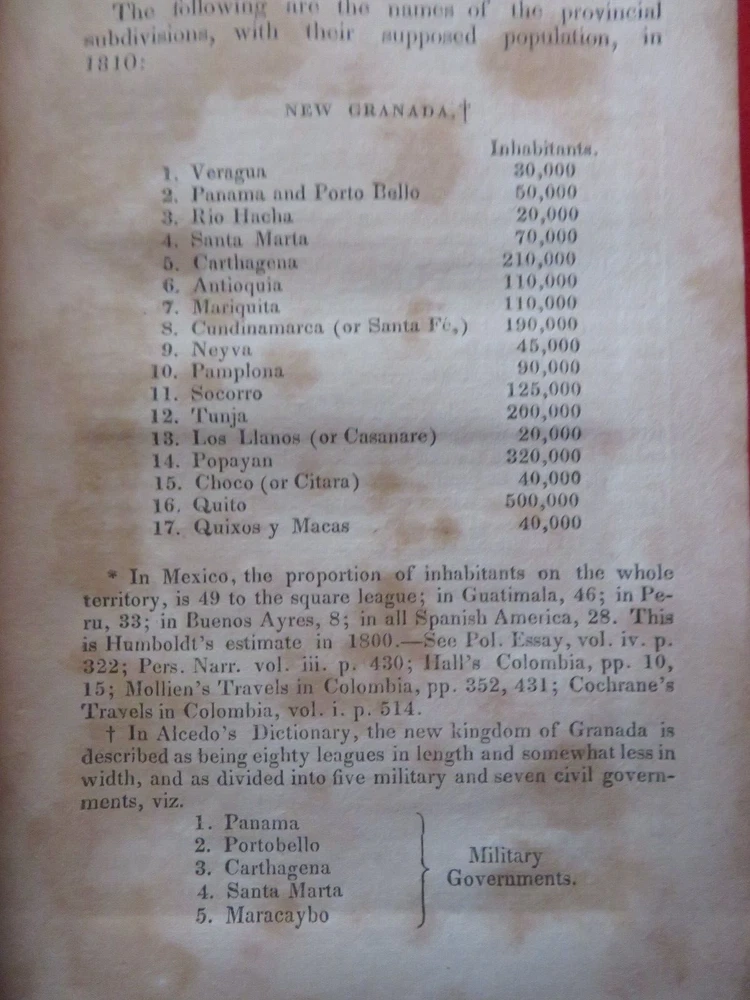 The following are the names of the provincial
subdivisions, with their supposed population, in
1810:
NEW GRANADA.†
Inhabitants.
1. Veragua 30,000
2. Panama and Porto Bello 50,000
3. Rio Hacha 20,000
4. Santa Marta 70,000
5. Carthagena 210,000
6. Antioquia 110,000
7. Mariquita 110,000
8. Cundinamarca (or Santa Fé,) 190,000
9. Neyva 45,000
10. Pamplona 90,000
11. Socorro 125,000
12. Tunja 200,000
13. Los Llanos (or Casanare) 20,000
14. Popayan 320,000
15. Choco (or Citara) 40,000
16. Quito 500,000
17. Quixos y Macas 40,000
* In Mexico, the proportion of inhabitants on the whole
territory, is 49 to the square league; in Guatimala, 46; in Pe-
ru, 33; in Buenos Ayres, 8; in all Spanish America, 28. This
is Humboldt's estimate in 1800.—See Pol. Essay, vol. iv. p.
322; Pers. Narr. vol. iii. p. 430; Hall's Colombia, pp. 10,
15; Mollien's Travels in Colombia, pp. 352, 431; Cochrane's
Travels in Colombia, vol. i. p. 514.
† In Alcedo's Dictionary, the new kingdom of Granada is
described as being eighty leagues in length and somewhat less in
width, and as divided into five military and seven civil govern-
ments, viz.
1. Panama
2. Portobello
3. Carthagena
4. Santa Marta
5. Maracaybo
Military
Governments.